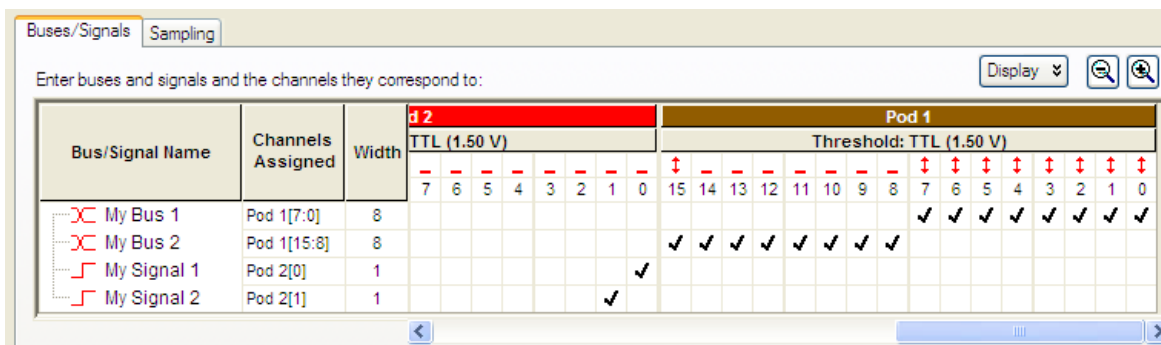 Buses/Signals Sampling
Display
Enter buses and signals and the channels they correspond to:
Bus/Signal Name Channels Assigned Width d 2 Pod 1
TTL (1.50 V) Threshold: TTL (1.50 V)
7 6 5 4 3 2 1 0 15 14 13 12 11 10 9 8 7 6 5 4 3 2 1 0
My Bus 1 Pod 1[7:0] 8
My Bus 2 Pod 1[15:8] 8
My Signal 1 Pod 2[0] 1
My Signal 2 Pod 2[1] 1